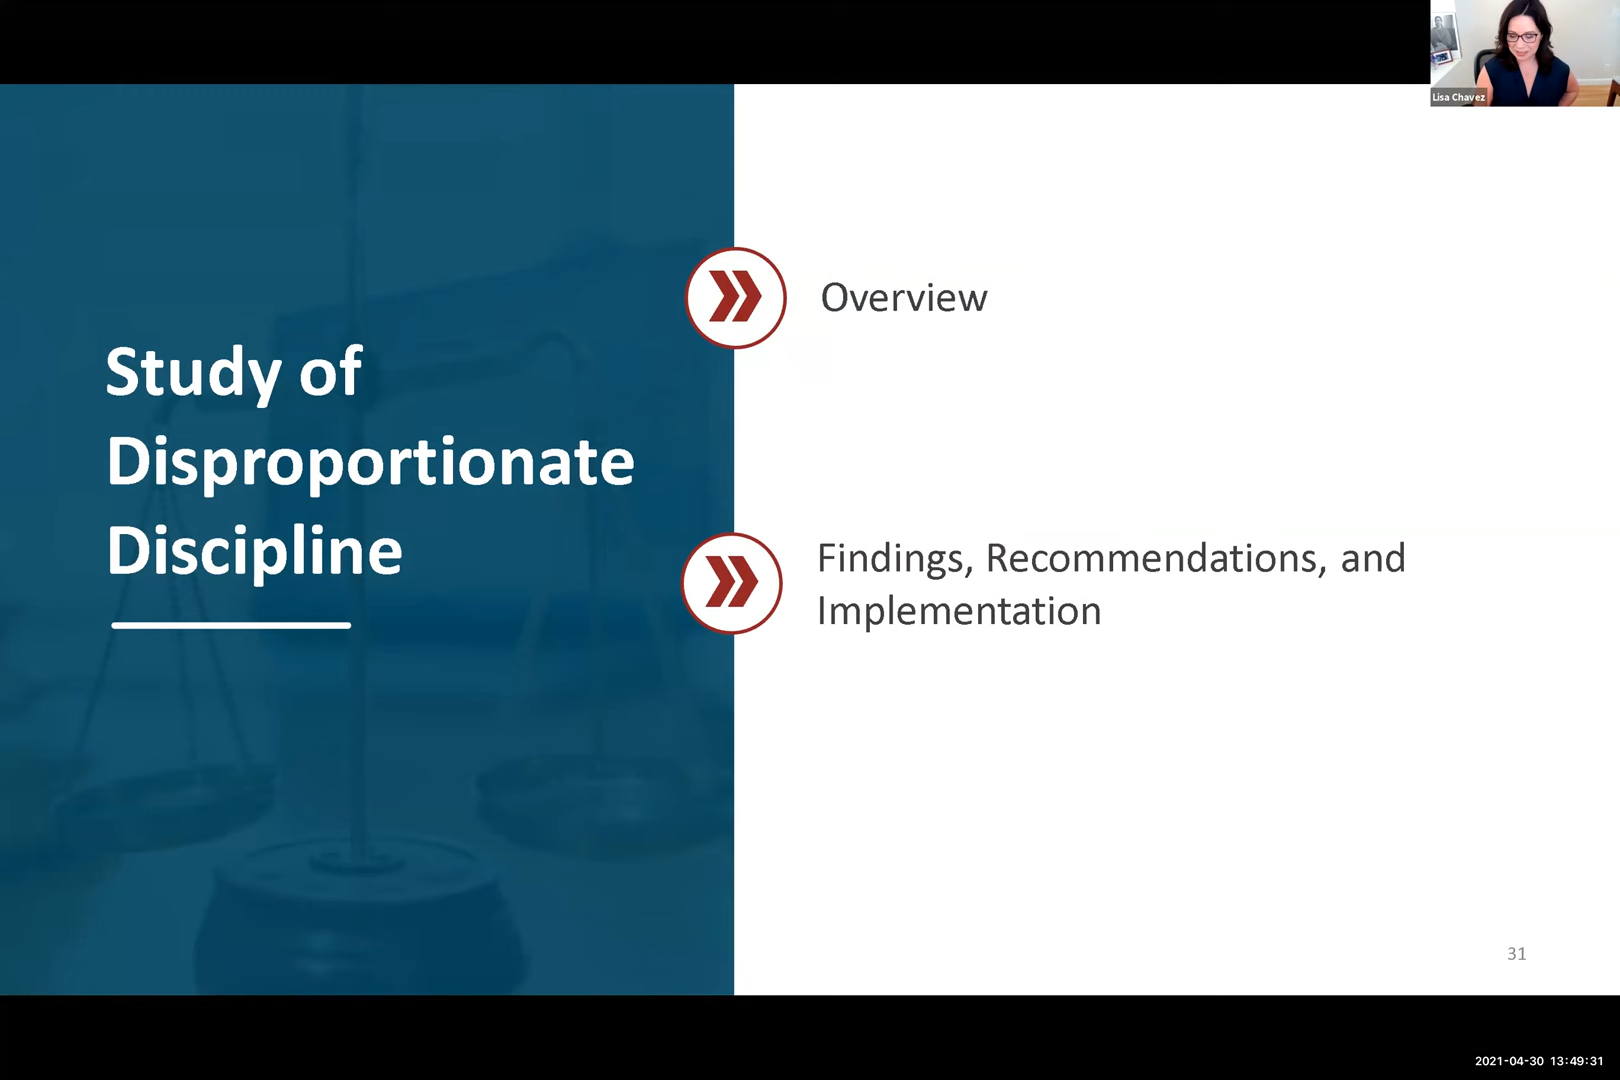 Lisa Chavez
Study of
Disproportionate
Discipline
Overview
Findings, Recommendations, and
Implementation
31
2021-04-30 13:49:31